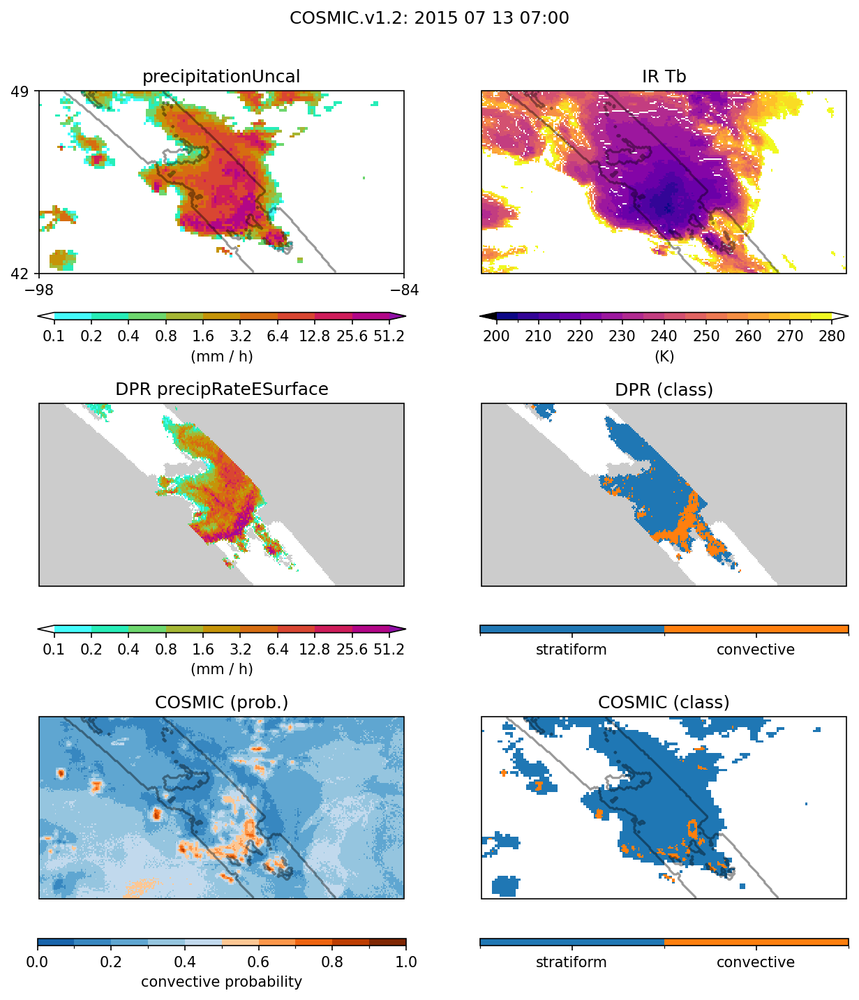 COSMIC.v1.2: 2015 07 13 07:00
precipitationUncal
IR Tb
49
42
−98
−84
0.1 0.2 0.4 0.8 1.6 3.2 6.4 12.8 25.6 51.2
(mm / h)
200 210 220 230 240 250 260 270 280
(K)
DPR precipRateESurface
DPR (class)
0.1 0.2 0.4 0.8 1.6 3.2 6.4 12.8 25.6 51.2
(mm / h)
stratiform convective
COSMIC (prob.)
COSMIC (class)
0.0 0.2 0.4 0.6 0.8 1.0
convective probability
stratiform convective